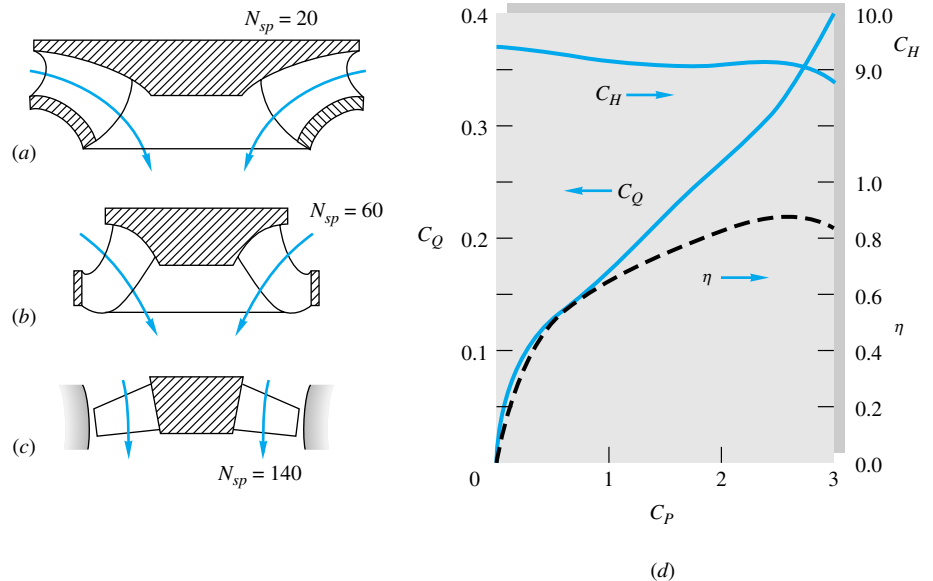 N_sp = 20
(a)
N_sp = 60
(b)
(c)
N_sp = 140
0.4
0.3
0.2
C_Q
0.1
0
1
2
3
C_P
10.0
C_H
9.0
1.0
0.8
0.6
η
0.4
0.2
0.0
C_H
C_Q
η
(d)